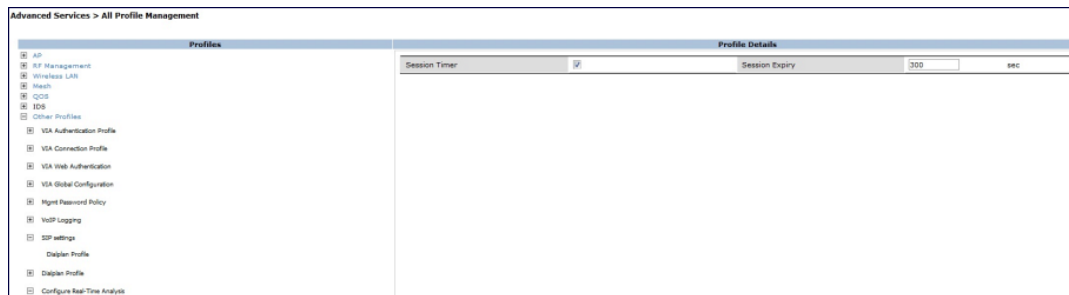 Advanced Services > All Profile Management
Profiles
AP
RF Management
Wireless LAN
Mesh
QOS
IDS
Other Profiles
VIA Authentication Profile
VIA Connection Profile
VIA Web Authentication
VIA Global Configuration
Mgmt Password Policy
VoIP Logging
SIP settings
Dialplan Profile
Dialplan Profile
Configure Real-Time Analysis
Profile Details
Session Timer Session Expiry 300 sec